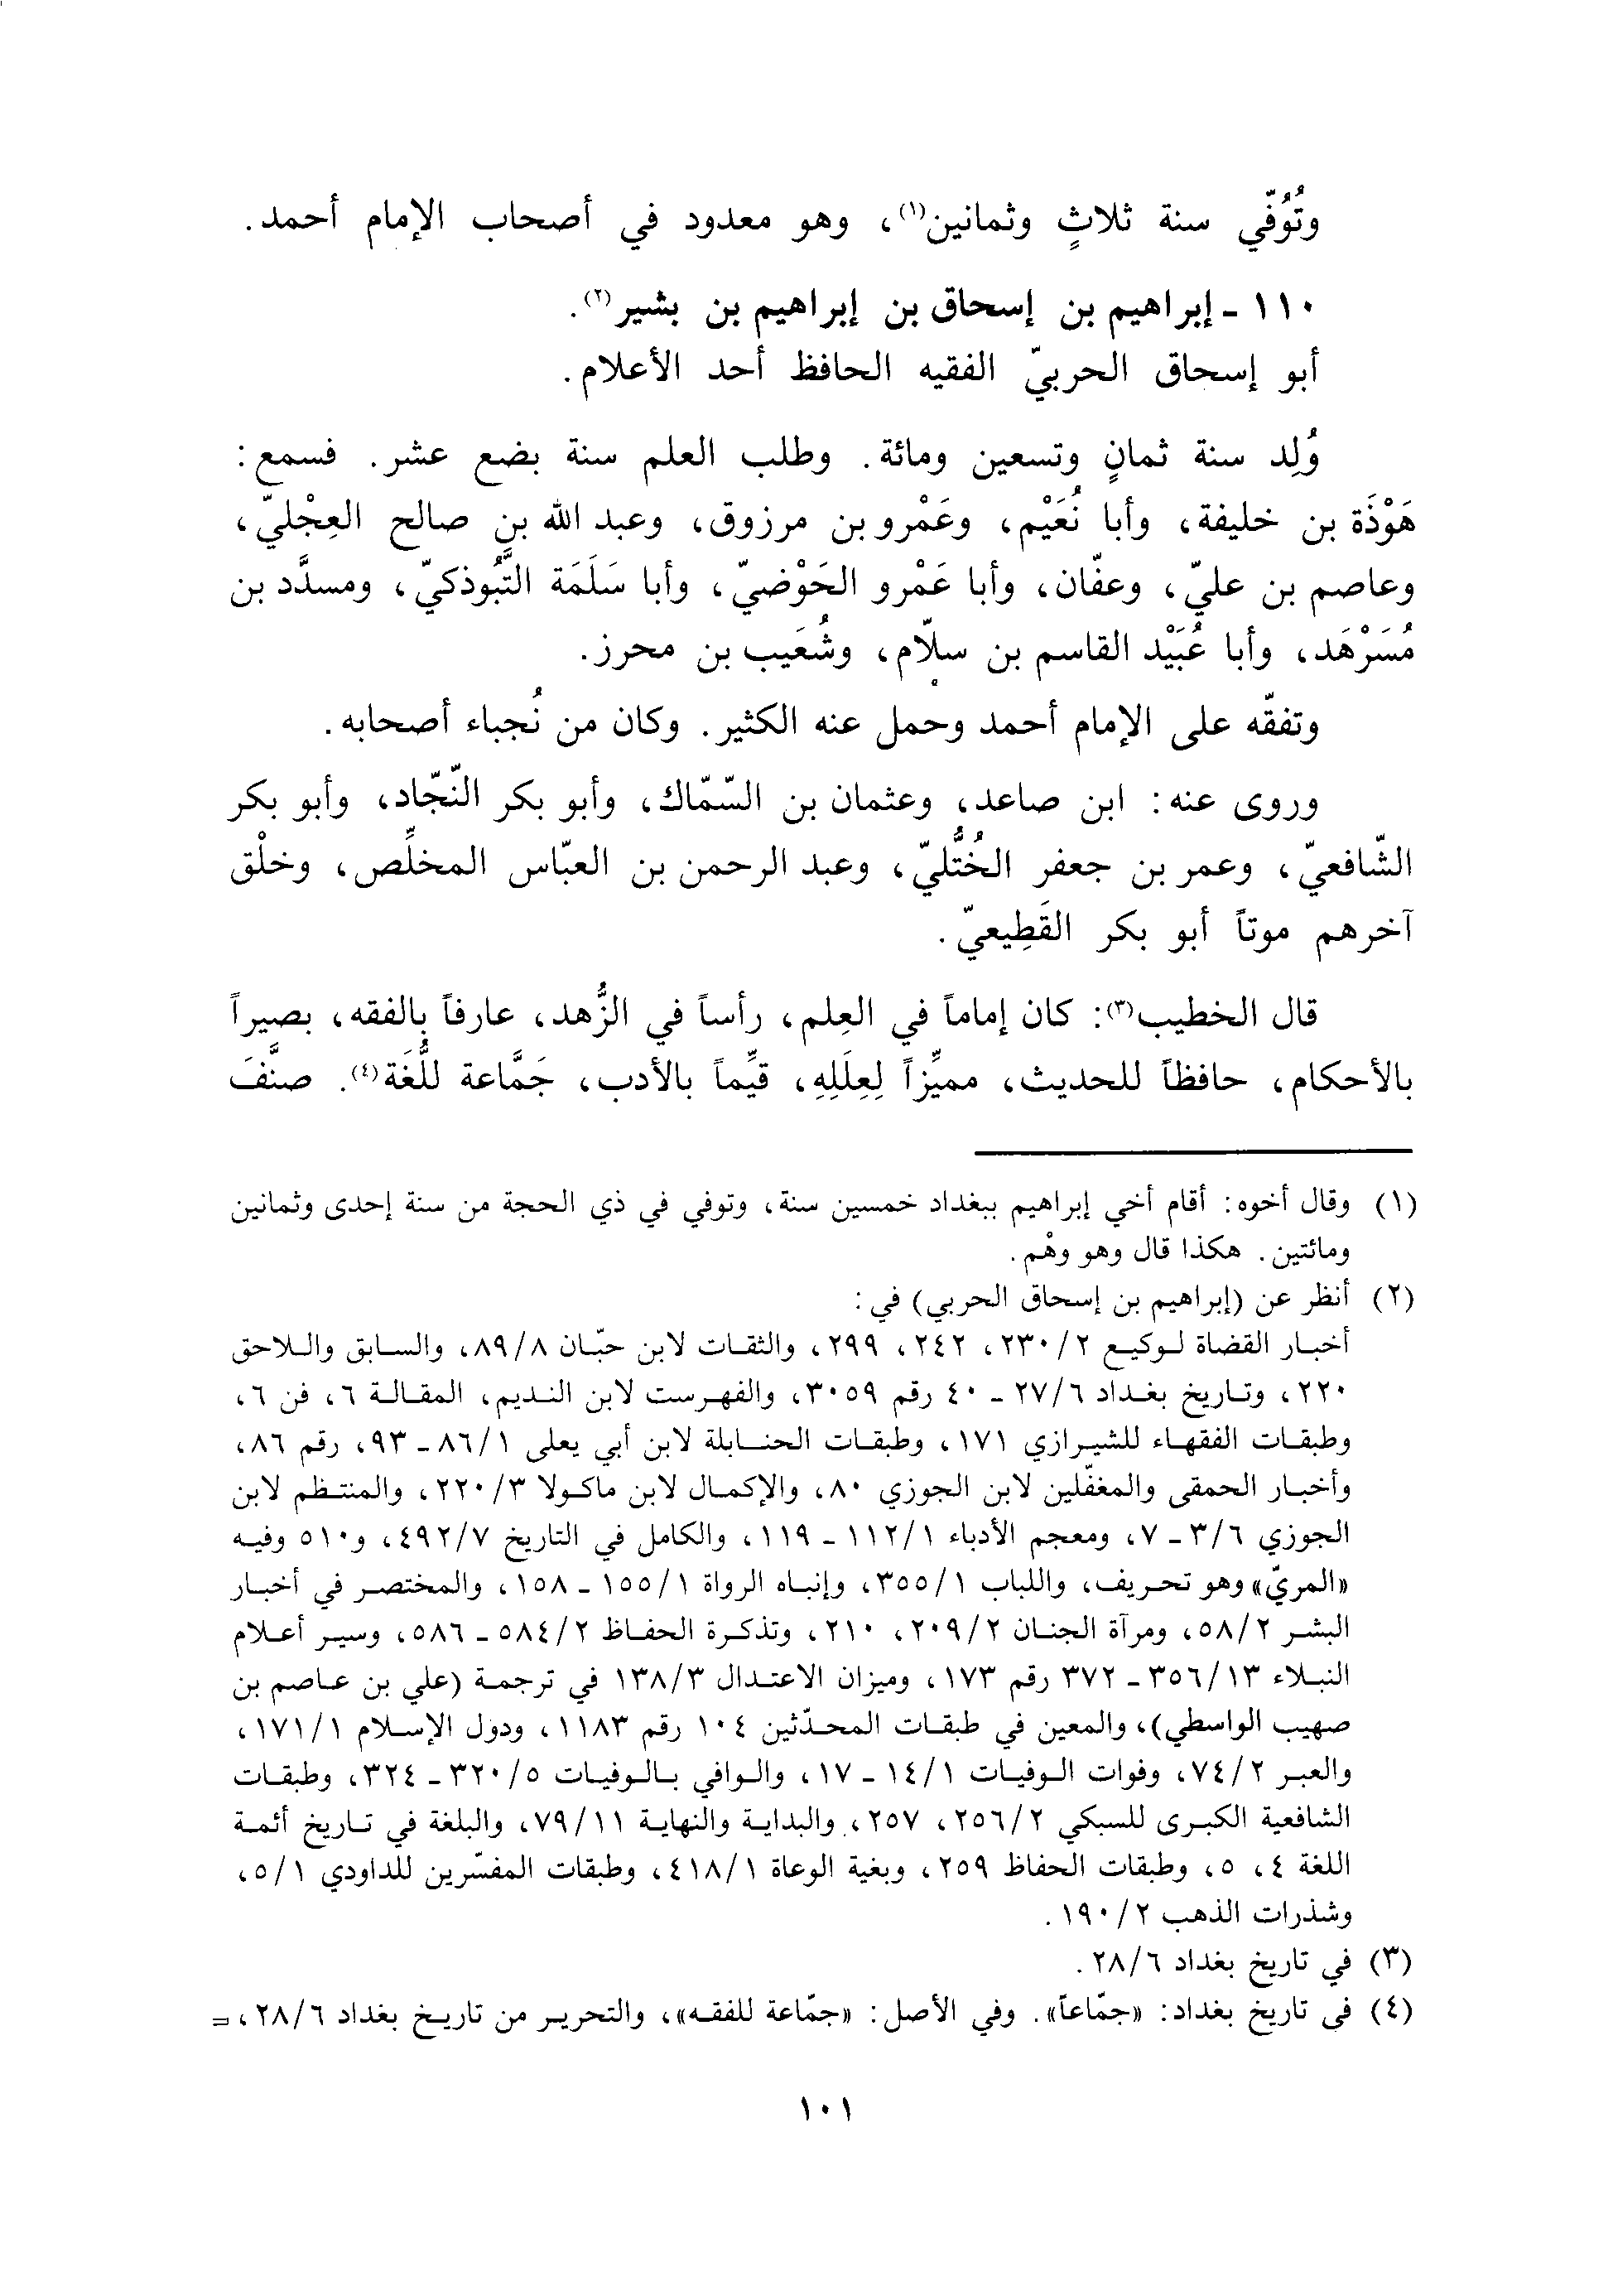 وتُوُفّي سنة ثلاثٍ وثمانين(١)، وهو معدود في أصحاب الإمام أحمد.
١١٠ - إبراهيم بن إسحاق بن إبراهيم بن بشير(٢).
أبو إسحاق الحربيّ الفقيه الحافظ أحد الأعلام.
وُلِد سنة ثمانٍ وتسعين ومائة. وطلب العلم سنة بضع عشر. فسمع:
هَوْذَة بن خليفة، وأبا نُعَيْم، وعَمْرو بن مرزوق، وعبد الله بن صالح العِجْليّ،
وعاصم بن عليّ، وعفّان، وأبا عَمْرو الحَوْضيّ، وأبا سَلَمَة التَّبُوذكيّ، ومسدَّد بن
مُسَرْهَد، وأبا عُبَيْد القاسم بن سلّام، وشُعَيب بن محرز.
وتفقّه على الإمام أحمد وحمل عنه الكثير. وكان من نُجباء أصحابه.
وروى عنه: ابن صاعد، وعثمان بن السّمّاك، وأبو بكر النّجّاد، وأبو بكر
الشّافعيّ، وعمر بن جعفر الخُتَّليّ، وعبد الرحمن بن العبّاس المخلِّص، وخلْق
آخرهم موتاً أبو بكر القَطِيعيّ.
قال الخطيب(٣): كان إماماً في العِلم، رأساً في الزُّهد، عارفاً بالفقه، بصيراً
بالأحكام، حافظاً للحديث، مميِّزاً لِعِلَلِهِ، قيِّماً بالأدب، جَمَّاعة للُّغَة(٤). صنَّفَ
(١) وقال أخوه: أقام أخي إبراهيم ببغداد خمسين سنة، وتوفي في ذي الحجة من سنة إحدى وثمانين
ومائتين. هكذا قال وهو وهْم.
(٢) أنظر عن (إبراهيم بن إسحاق الحربي) في:
أخبار القضاة لوكيع ٢/٢٣٠، ٢٤٢، ٢٩٩، والثقات لابن حبّان ٨/٨٩، والسابق واللاحق
٢٢٠، وتاريخ بغداد ٦/٢٧ - ٤٠ رقم ٣٠٥٩، والفهرست لابن النديم، المقالة ٦، فن ٦،
وطبقات الفقهاء للشيرازي ١٧١، وطبقات الحنابلة لابن أبي يعلى ١/٨٦ - ٩٣، رقم ٨٦،
وأخبار الحمقى والمغفّلين لابن الجوزي ٨٠، والإكمال لابن ماكولا ٣/٢٢٠، والمنتظم لابن
الجوزي ٦/٣ - ٧، ومعجم الأدباء ١/١١٢ - ١١٩، والكامل في التاريخ ٧/٤٩٢، و٥١٠ وفيه
«المريّ» وهو تحريف، واللباب ١/٣٥٥، وإنباه الرواة ١/١٥٥ - ١٥٨، والمختصر في أخبار
البشر ٢/٥٨، ومرآة الجنان ٢/٢٠٩، ٢١٠، وتذكرة الحفاظ ٢/٥٨٤ - ٥٨٦، وسير أعلام
النبلاء ١٣/٣٥٦ - ٣٧٢ رقم ١٧٣، وميزان الاعتدال ٣/١٣٨ في ترجمة (علي بن عاصم بن
صهيب الواسطي)، والمعين في طبقات المحدّثين ١٠٤ رقم ١١٨٣، ودول الإسلام ١/١٧١،
والعبر ٢/٧٤، وفوات الوفيات ١/١٤ - ١٧، والوافي بالوفيات ٥/٣٢٠ - ٣٢٤، وطبقات
الشافعية الكبرى للسبكي ٢/٢٥٦، ٢٥٧، والبداية والنهاية ١١/٧٩، والبلغة في تاريخ أئمة
اللغة ٤، ٥، وطبقات الحفاظ ٢٥٩، وبغية الوعاة ١/٤١٨، وطبقات المفسّرين للداودي ١/٥،
وشذرات الذهب ٢/١٩٠.
(٣) في تاريخ بغداد ٦/٢٨.
(٤) في تاريخ بغداد: «جمّاعاً». وفي الأصل: «جمّاعة للفقه»، والتحرير من تاريخ بغداد ٦/٢٨، =
١٠١